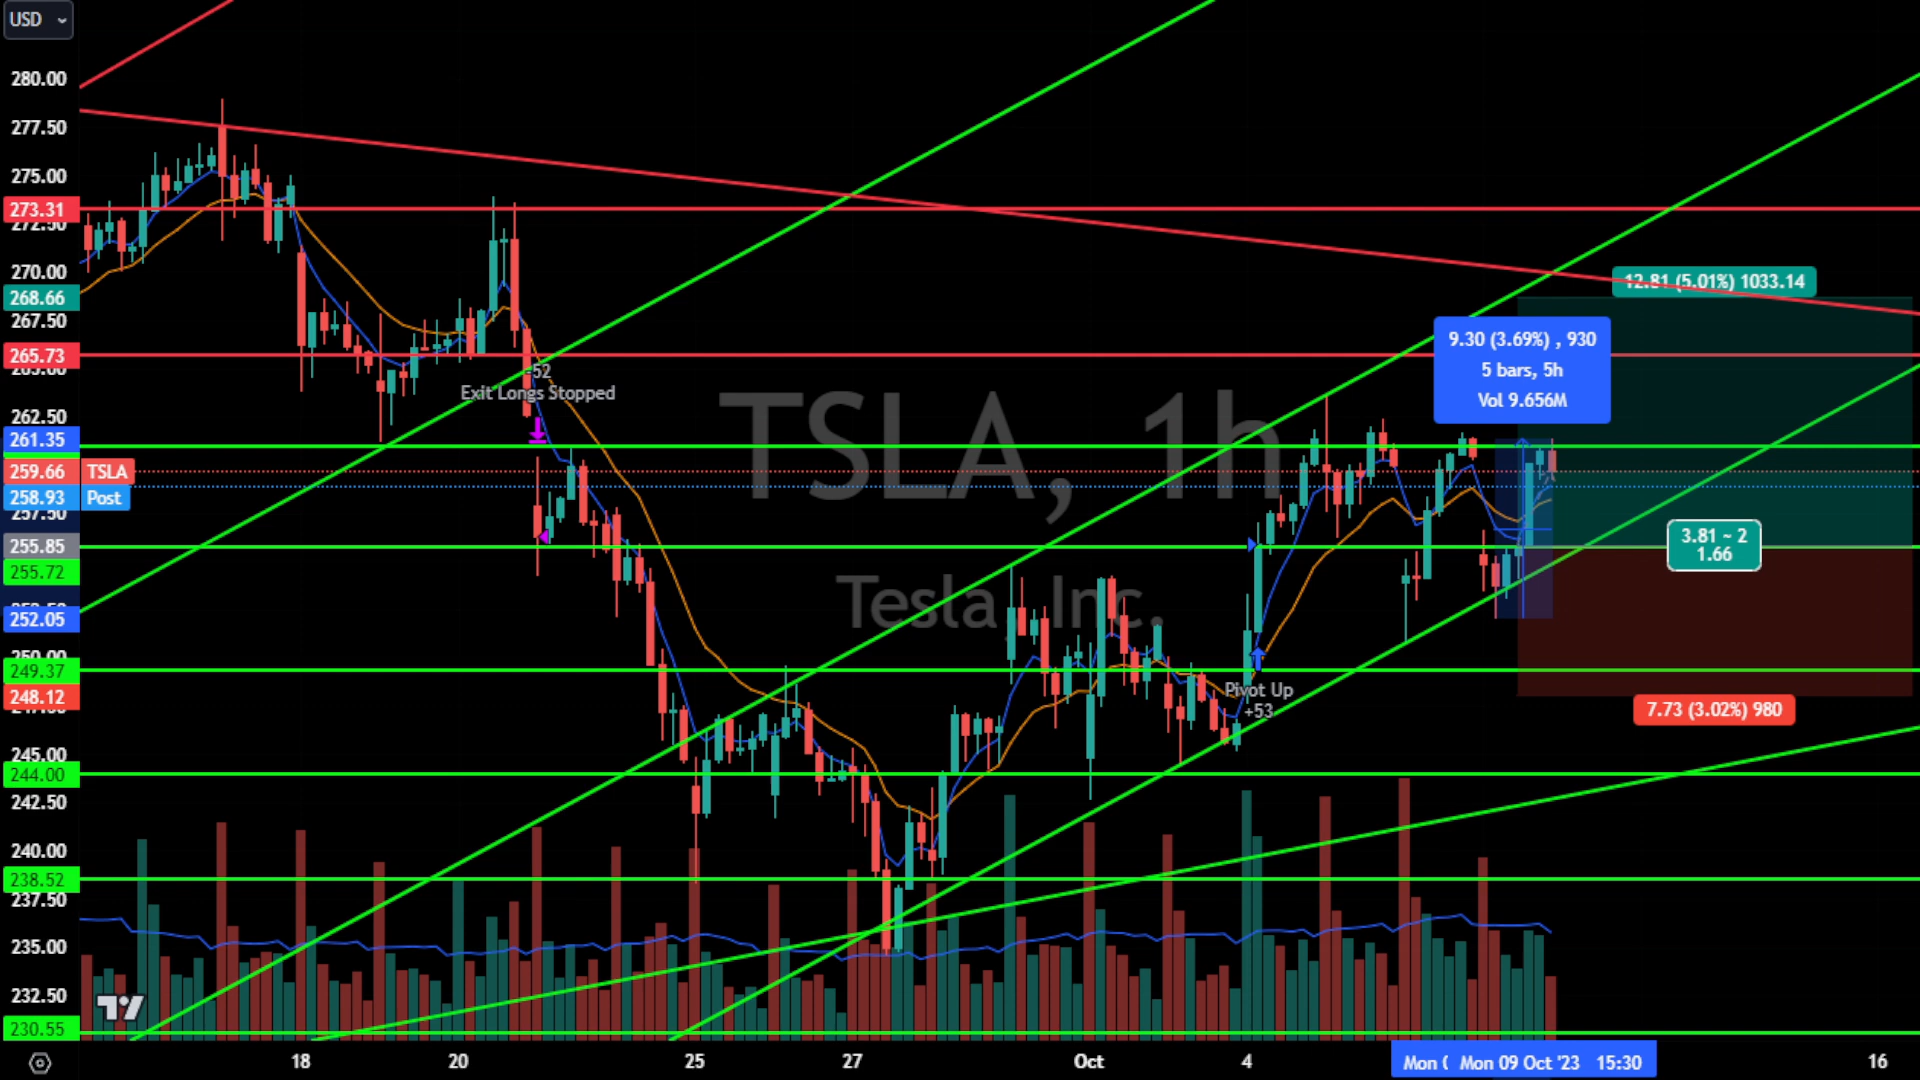 USD
280.00
277.50
275.00
273.31
272.50
270.00
268.66
267.50
265.73
262.50
261.35
259.66 TSLA
258.93 Post
257.50
255.85
255.72
252.05
249.37
248.12
245.00
244.00
242.50
240.00
238.52
237.50
235.00
232.50
230.55
TSLA, 1h
Tesla, Inc.
-52
Exit Longs Stopped
Pivot Up
+53
12.81 (5.01%) 1033.14
9.30 (3.69%) , 930
5 bars, 5h
Vol 9.656M
3.81 ~ 2
1.66
7.73 (3.02%) 980
18 20 25 27 Oct 4 Mon Mon 09 Oct '23 15:30 16